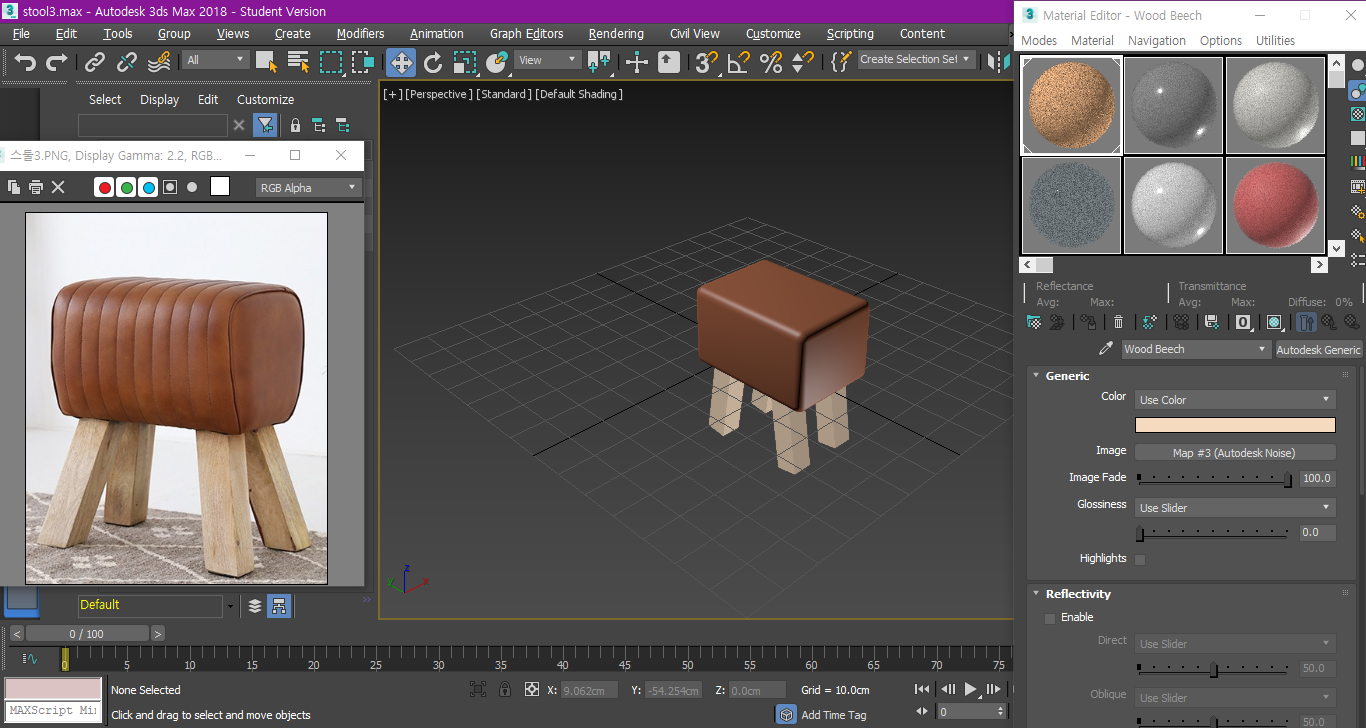 stool3.max - Autodesk 3ds Max 2018 - Student Version
File Edit Tools Group Views Create Modifiers Animation Graph Editors Rendering Civil View Customize Scripting Content
All View Create Selection Set
Select Display Edit Customize
[+] [Perspective ] [Standard ] [Default Shading ]
스툴3.PNG, Display Gamma: 2.2, RGB...
RGB Alpha
Material Editor - Wood Beech
Modes Material Navigation Options Utilities
Reflectance Transmittance
Avg: Max: Avg: Max: Diffuse: 0%
Wood Beech Autodesk Generic
Generic
Color Use Color
Image Map #3 (Autodesk Noise)
Image Fade 100.0
Glossiness Use Slider
0.0
Highlights
Reflectivity
Enable
Direct Use Slider
50.0
Oblique Use Slider
50.0
z
y x
Default
< 0 / 100 >
0 5 10 15 20 25 30 35 40 45 50 55 60 65 70 75
None Selected X: 9.062cm Y: -54.254cm Z: 0.0cm Grid = 10.0cm
MAXScript Mi
Click and drag to select and move objects Add Time Tag 0